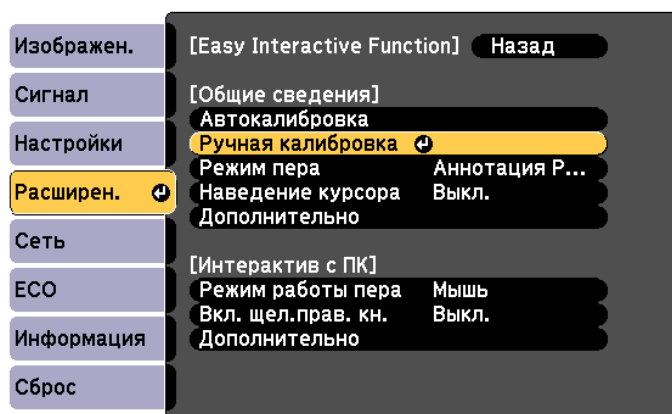 Изображен.
Сигнал
Настройки
Расширен.
Сеть
ECO
Информация
Сброс
[Easy Interactive Function] Назад
[Общие сведения]
Автокалибровка
Ручная калибровка
Режим пера Аннотация P...
Наведение курсора Выкл.
Дополнительно
[Интерактив с ПК]
Режим работы пера Мышь
Вкл. щел.прав. кн. Выкл.
Дополнительно